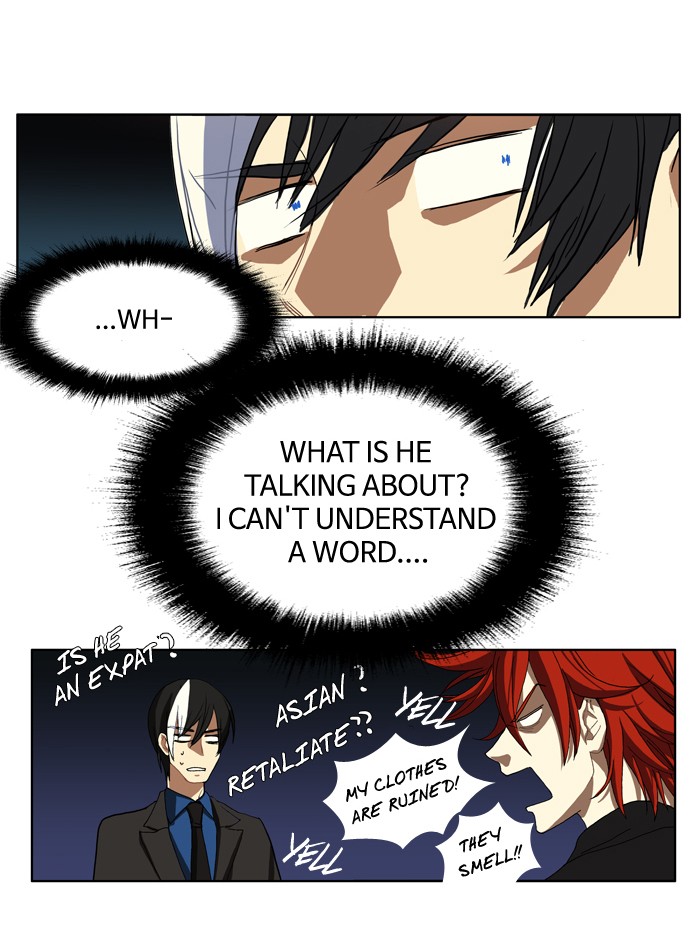 ...WH-
WHAT IS HE
TALKING ABOUT?
I CAN'T UNDERSTAND
A WORD....
IS HE
AN EXPAT?
ASIAN?
RETALIATE??
YELL
MY CLOTHES
ARE RUINED!
YELL
THEY
SMELL!!